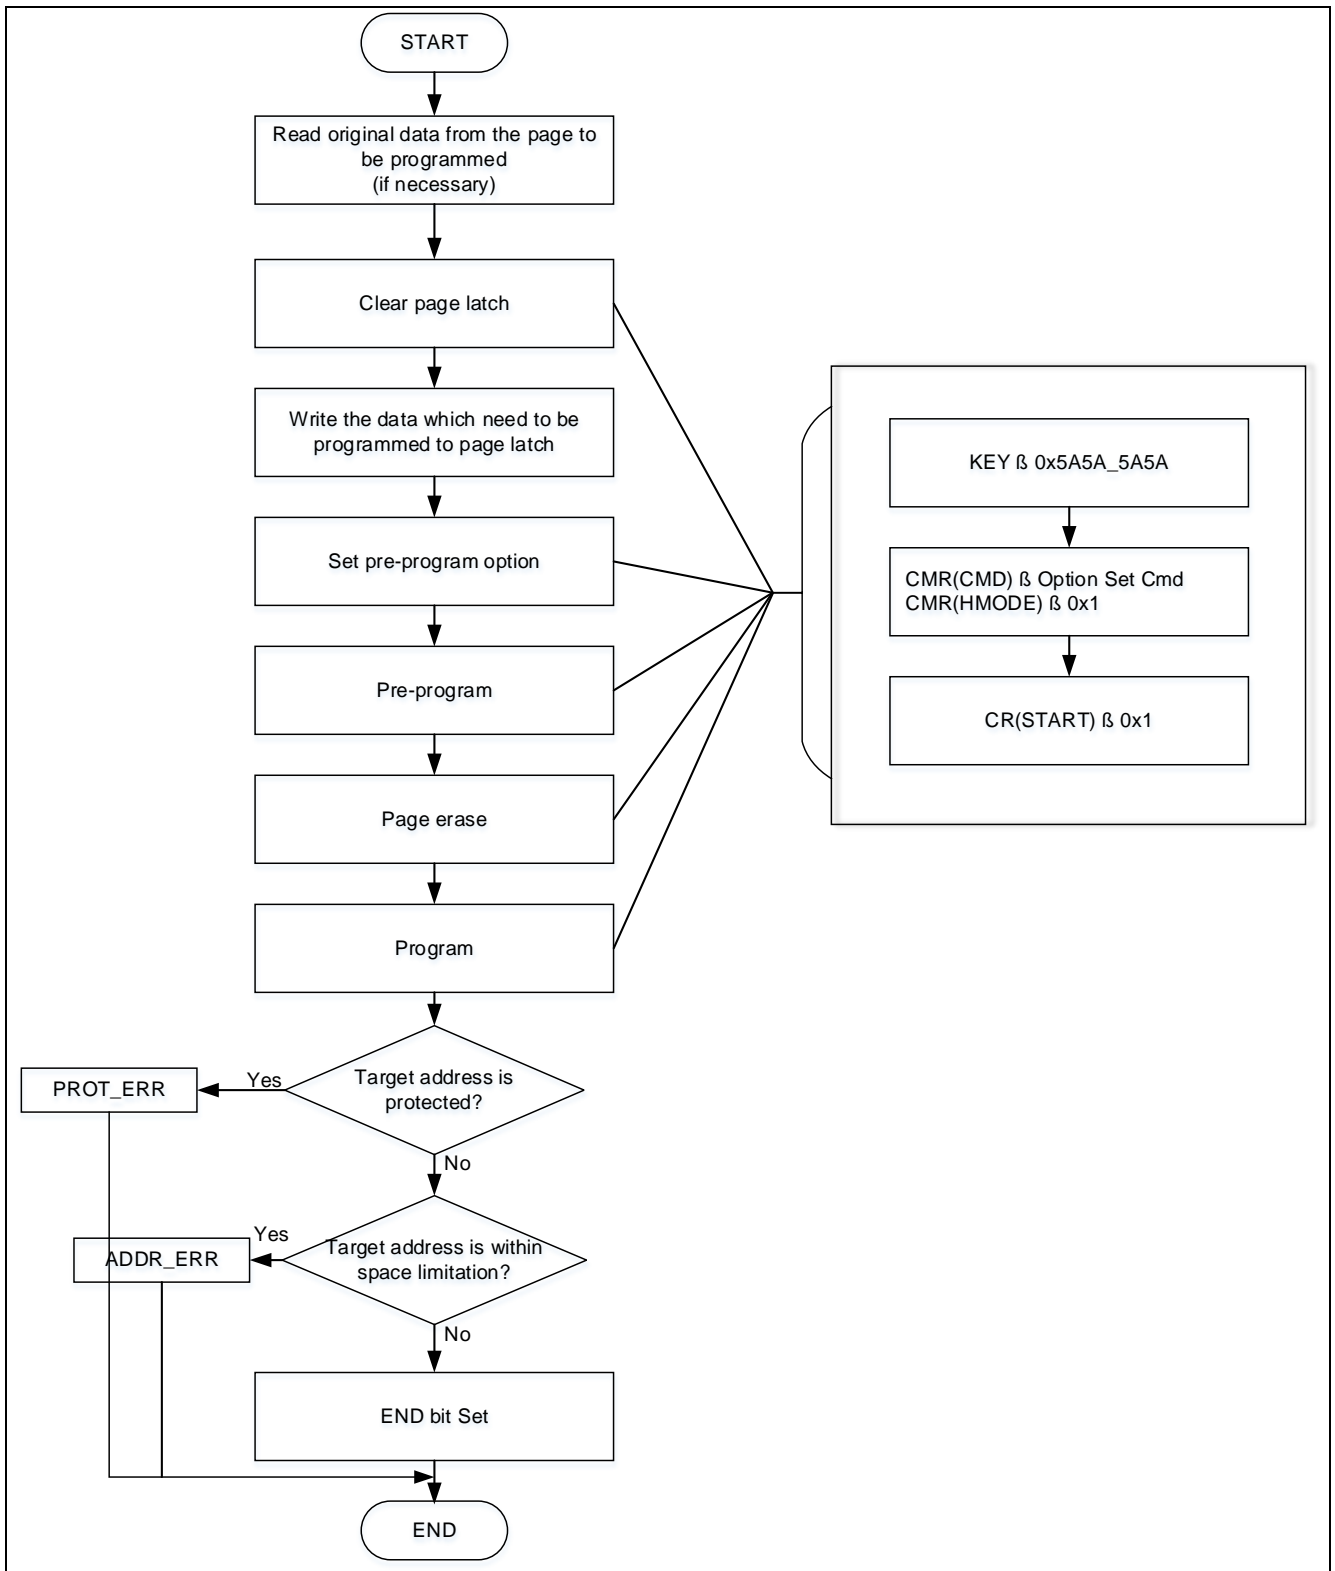 START
Read original data from the page to
be programmed
(if necessary)
Clear page latch
Write the data which need to be
programmed to page latch
Set pre-program option
Pre-program
Page erase
Program
KEY ß 0x5A5A_5A5A
CMR(CMD) ß Option Set Cmd
CMR(HMODE) ß 0x1
CR(START) ß 0x1
Target address is
protected?
Yes
PROT_ERR
No
Target address is within
space limitation?
Yes
ADDR_ERR
No
END bit Set
END